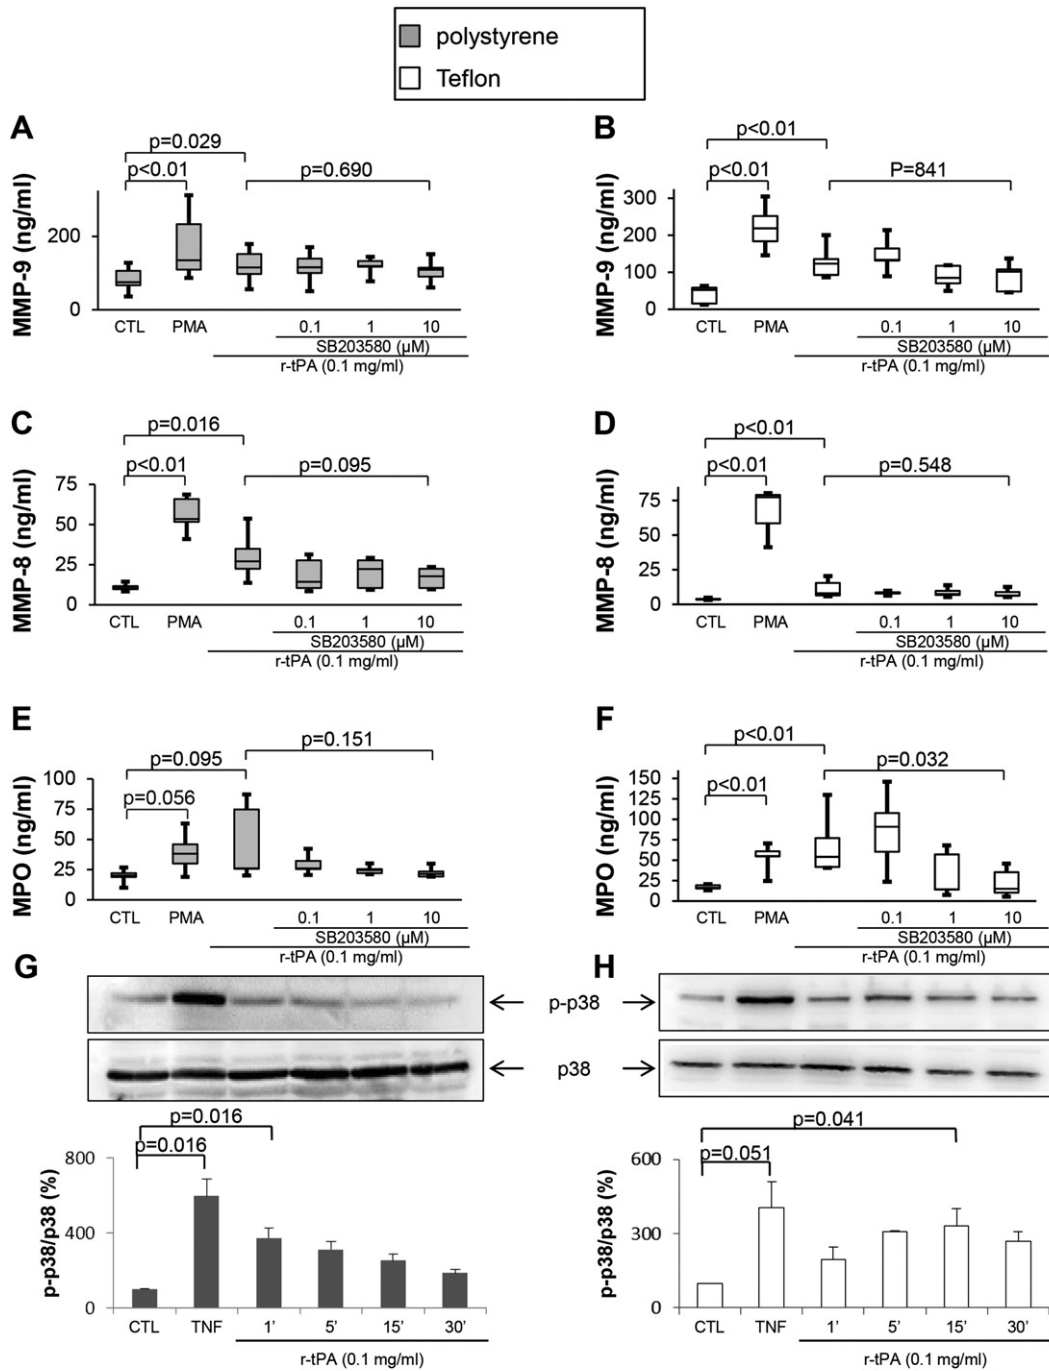 polystyrene
Teflon
A
p=0.029
p<0.01
p=0.690
MMP-9 (ng/ml)
200
0
CTL PMA 0.1 1 10
SB203580 (µM)
r-tPA (0.1 mg/ml)
B
p<0.01
p<0.01
P=841
MMP-9 (ng/ml)
300
200
100
0
CTL PMA 0.1 1 10
SB203580 (µM)
r-tPA (0.1 mg/ml)
C
p=0.016
p<0.01
p=0.095
MMP-8 (ng/ml)
75
50
25
0
CTL PMA 0.1 1 10
SB203580 (µM)
r-tPA (0.1 mg/ml)
D
p<0.01
p<0.01
p=0.548
MMP-8 (ng/ml)
75
50
25
0
CTL PMA 0.1 1 10
SB203580 (µM)
r-tPA (0.1 mg/ml)
E
p=0.151
p=0.095
p=0.056
MPO (ng/ml)
100
75
50
25
0
CTL PMA 0.1 1 10
SB203580 (µM)
r-tPA (0.1 mg/ml)
F
p<0.01
p=0.032
p<0.01
MPO (ng/ml)
150
125
100
75
50
25
0
CTL PMA 0.1 1 10
SB203580 (µM)
r-tPA (0.1 mg/ml)
G
H
p-p38
p38
p=0.016
p=0.016
p-p38/p38 (%)
800
400
0
CTL TNF 1' 5' 15' 30'
r-tPA (0.1 mg/ml)
p=0.041
p=0.051
p-p38/p38 (%)
600
300
0
CTL TNF 1' 5' 15' 30'
r-tPA (0.1 mg/ml)